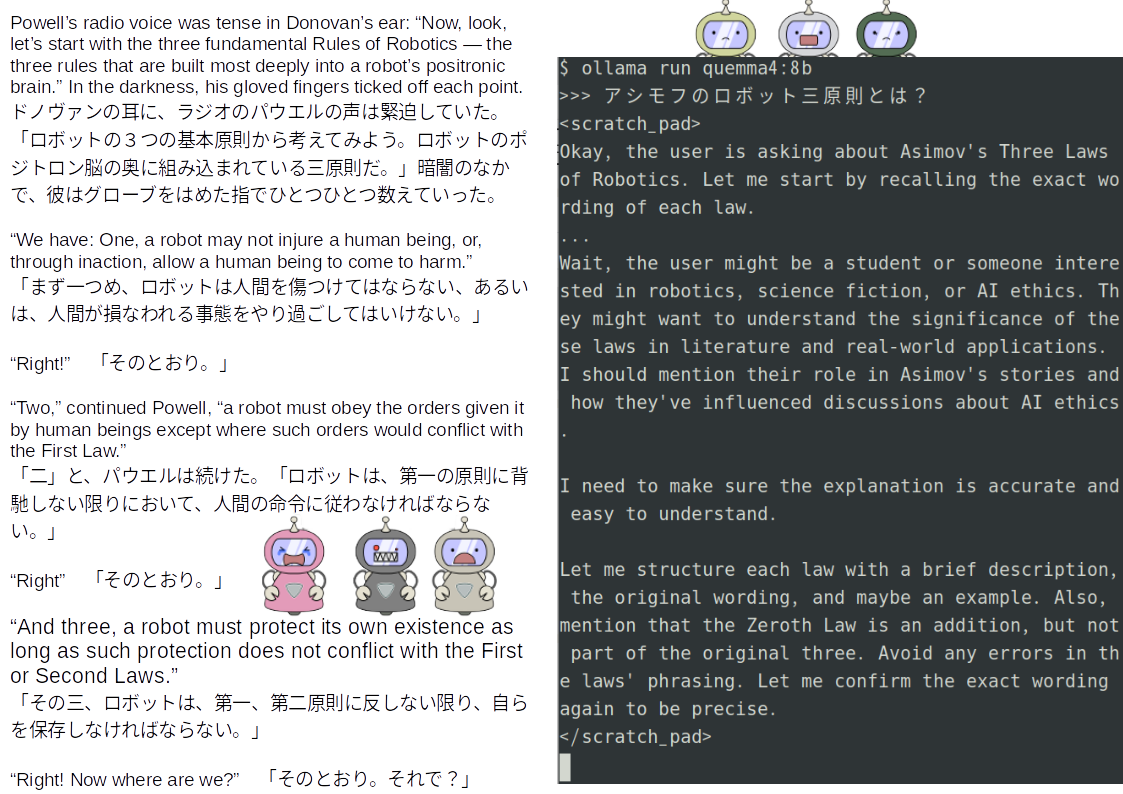 Powell’s radio voice was tense in Donovan’s ear: “Now, look,
let’s start with the three fundamental Rules of Robotics — the
three rules that are built most deeply into a robot’s positronic
brain.” In the darkness, his gloved fingers ticked off each point.
ドノヴァンの耳に、ラジオのパウエルの声は緊迫していた。
「ロボットの３つの基本原則から考えてみよう。ロボットのポ
ジトロン脳の奥に組み込まれている三原則だ。」暗闇のなか
で、彼はグローブをはめた指でひとつひとつ数えていった。
“We have: One, a robot may not injure a human being, or,
through inaction, allow a human being to come to harm.”
「まず一つめ、ロボットは人間を傷つけてはならない、あるい
は、人間が損なわれる事態をやり過ごしてはいけない。」
“Right!” 「そのとおり。」
“Two,” continued Powell, “a robot must obey the orders given it
by human beings except where such orders would conflict with
the First Law.”
「二」と、パウエルは続けた。「ロボットは、第一の原則に背
馳しない限りにおいて、人間の命令に従わなければならな
い。」
“Right” 「そのとおり。」
“And three, a robot must protect its own existence as
long as such protection does not conflict with the First
or Second Laws.”
「その三、ロボットは、第一、第二原則に反しない限り、自ら
を保存しなければならない。」
“Right! Now where are we?” 「そのとおり。それで？」
$ ollama run quemma4:8b
>>> アシモフのロボット三原則とは？
<scratch_pad>
Okay, the user is asking about Asimov's Three Laws
of Robotics. Let me start by recalling the exact wo
rding of each law.
...
Wait, the user might be a student or someone intere
sted in robotics, science fiction, or AI ethics. Th
ey might want to understand the significance of the
se laws in literature and real-world applications.
I should mention their role in Asimov's stories and
how they've influenced discussions about AI ethics
.
I need to make sure the explanation is accurate and
easy to understand.
Let me structure each law with a brief description,
the original wording, and maybe an example. Also,
mention that the Zeroth Law is an addition, but not
part of the original three. Avoid any errors in th
e laws' phrasing. Let me confirm the exact wording
again to be precise.
</scratch_pad>